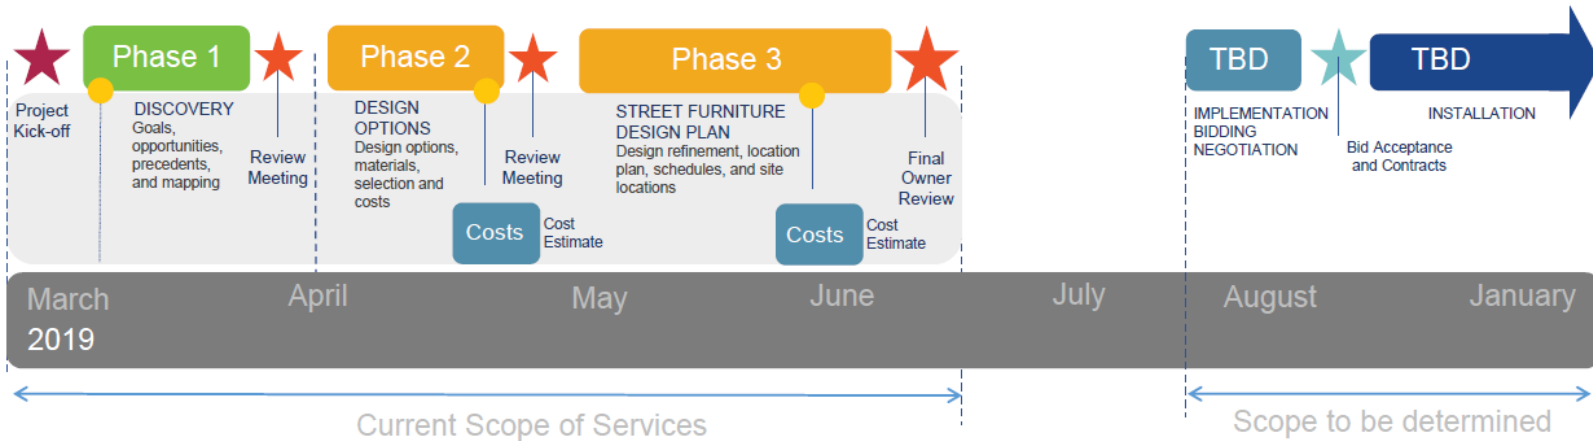 Phase 1
Phase 2
Phase 3
TBD
TBD
Project
Kick-off
DISCOVERY
Goals,
opportunities,
precedents,
and mapping
Review
Meeting
DESIGN
OPTIONS
Design options,
materials,
selection and
costs
Review
Meeting
Costs
Cost
Estimate
STREET FURNITURE
DESIGN PLAN
Design refinement, location
plan, schedules, and site
locations
Costs
Cost
Estimate
Final
Owner
Review
IMPLEMENTATION
BIDDING
NEGOTIATION
Bid Acceptance
and Contracts
INSTALLATION
March
2019
April
May
June
July
August
January
Current Scope of Services
Scope to be determined